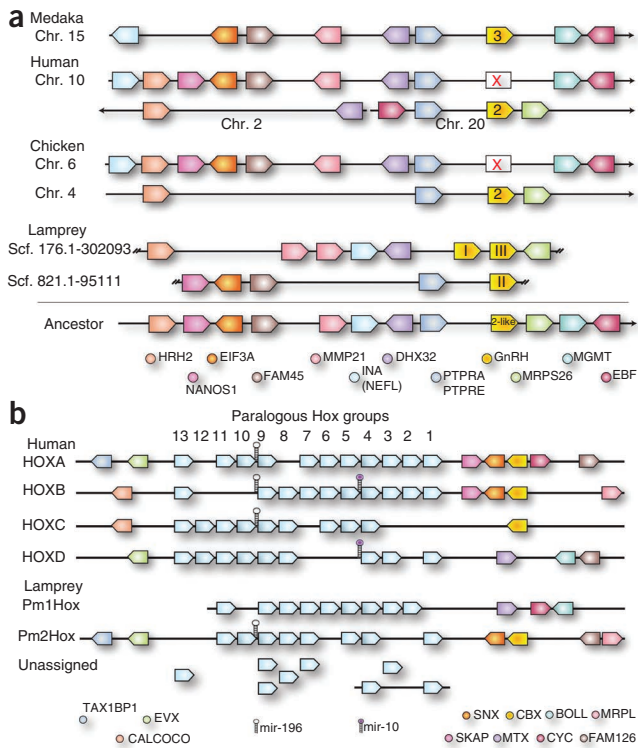 a
Medaka
Chr. 15
3
Human
Chr. 10
X
2
Chr. 2
Chr. 20
Chicken
Chr. 6
X
Chr. 4
2
Lamprey
Scf. 176.1-302093
I
III
Scf. 821.1-95111
II
Ancestor
2-like
HRH2
EIF3A
MMP21
DHX32
GnRH
MGMT
NANOS1
FAM45
INA
(NEFL)
PTPRA
PTPRE
MRPS26
EBF
b
Paralogous Hox groups
13 12 11 10 9 8 7 6 5 4 3 2 1
Human
HOXA
HOXB
HOXC
HOXD
Lamprey
Pm1Hox
Pm2Hox
Unassigned
TAX1BP1
EVX
CALCOCO
mir-196
mir-10
SNX
CBX
BOLL
MRPL
SKAP
MTX
CYC
FAM126